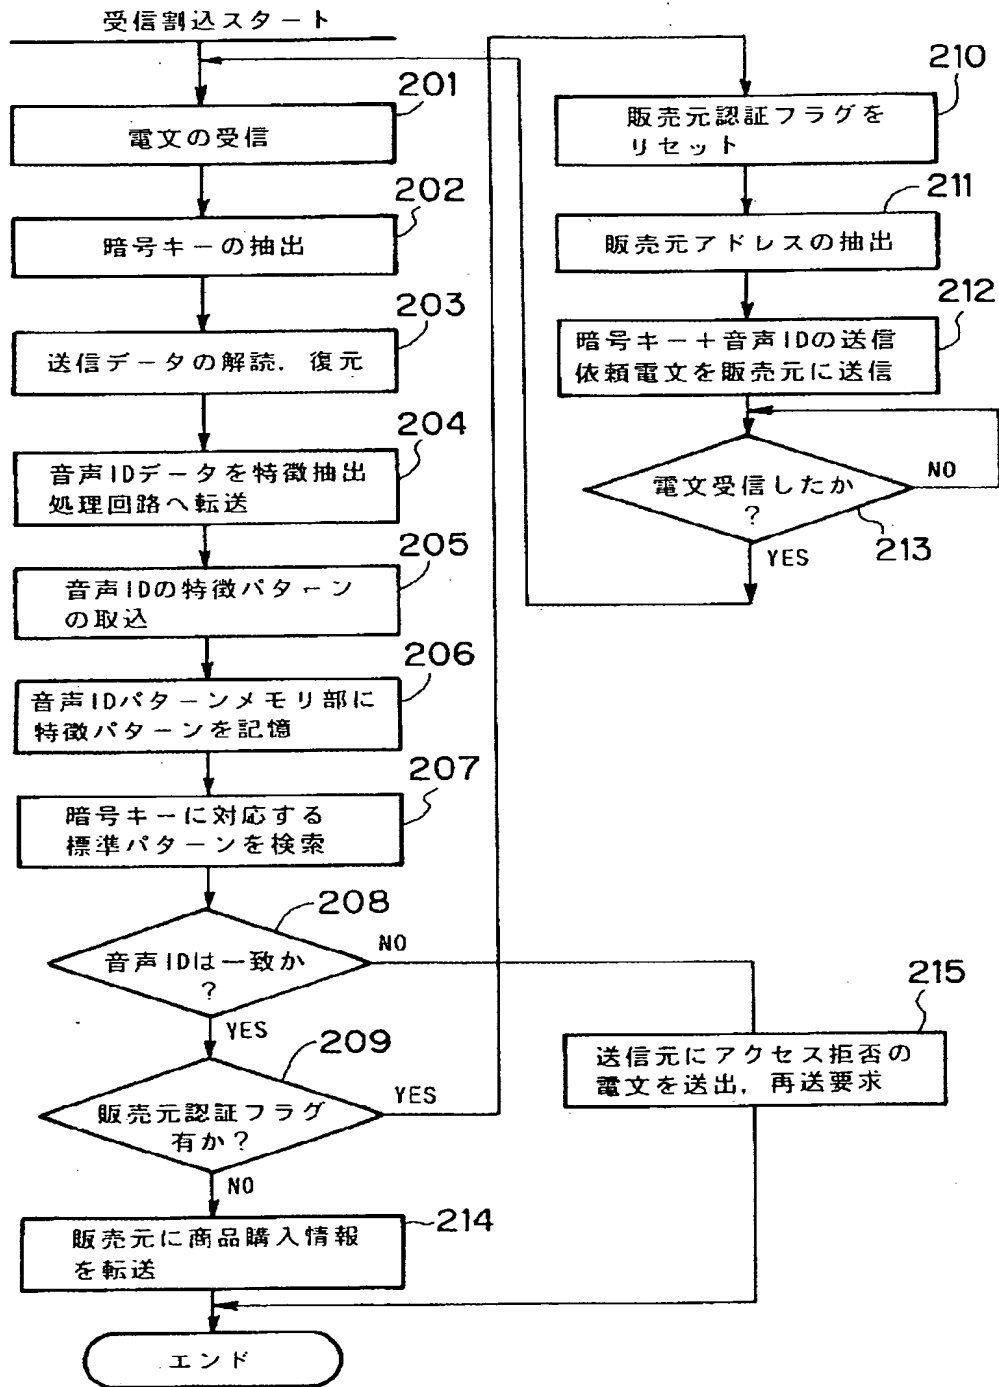 受信割込スタート
201
電文の受信
202
暗号キーの抽出
203
送信データの解読．復元
204
音声IDデータを特徴抽出
処理回路へ転送
205
音声IDの特徴パターン
の取込
206
音声IDパターンメモリ部に
特徴パターンを記憶
207
暗号キーに対応する
標準パターンを検索
208
音声IDは一致か
?
NO
YES
209
販売元認証フラグ
有か?
YES
NO
214
販売元に商品購入情報
を転送
エンド
210
販売元認証フラグを
リセット
211
販売元アドレスの抽出
212
暗号キー+音声IDの送信
依頼電文を販売元に送信
電文受信したか
?
NO
213
YES
215
送信元にアクセス拒否の
電文を送出，再送要求